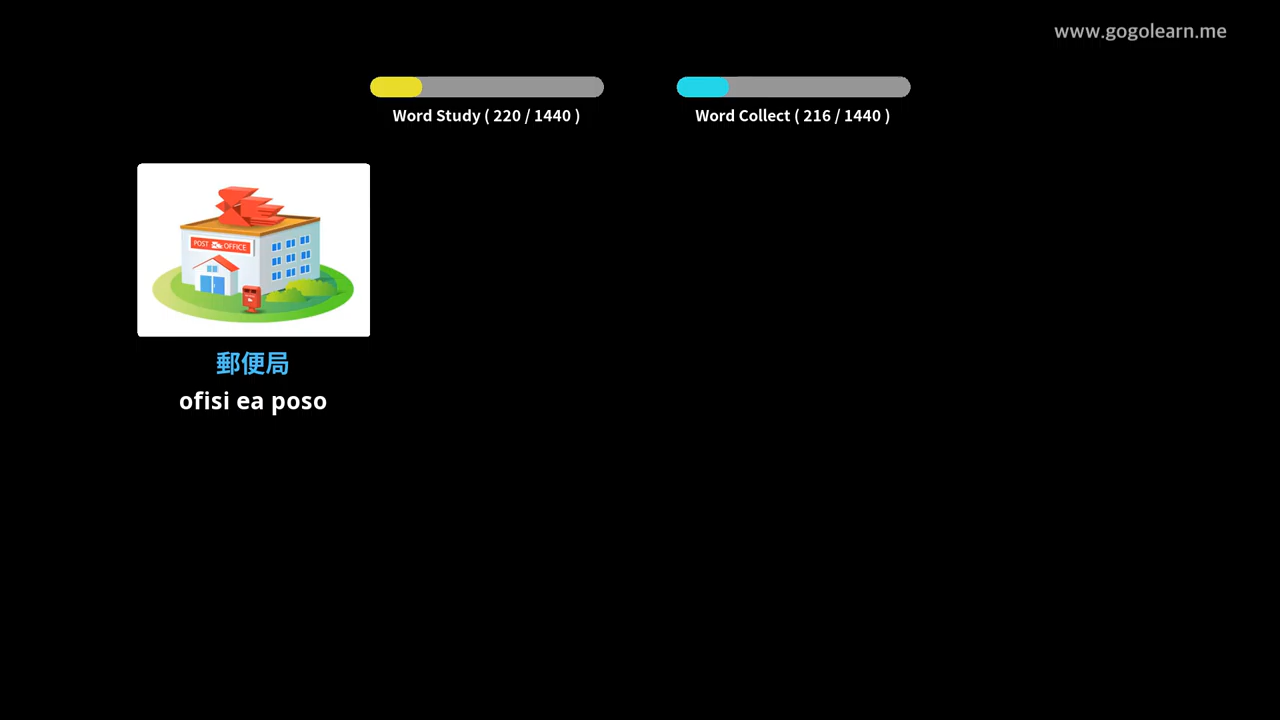 www.gogolearn.me
Word Study ( 220 / 1440 )
Word Collect ( 216 / 1440 )
POST OFFICE
郵便局
ofisi ea poso